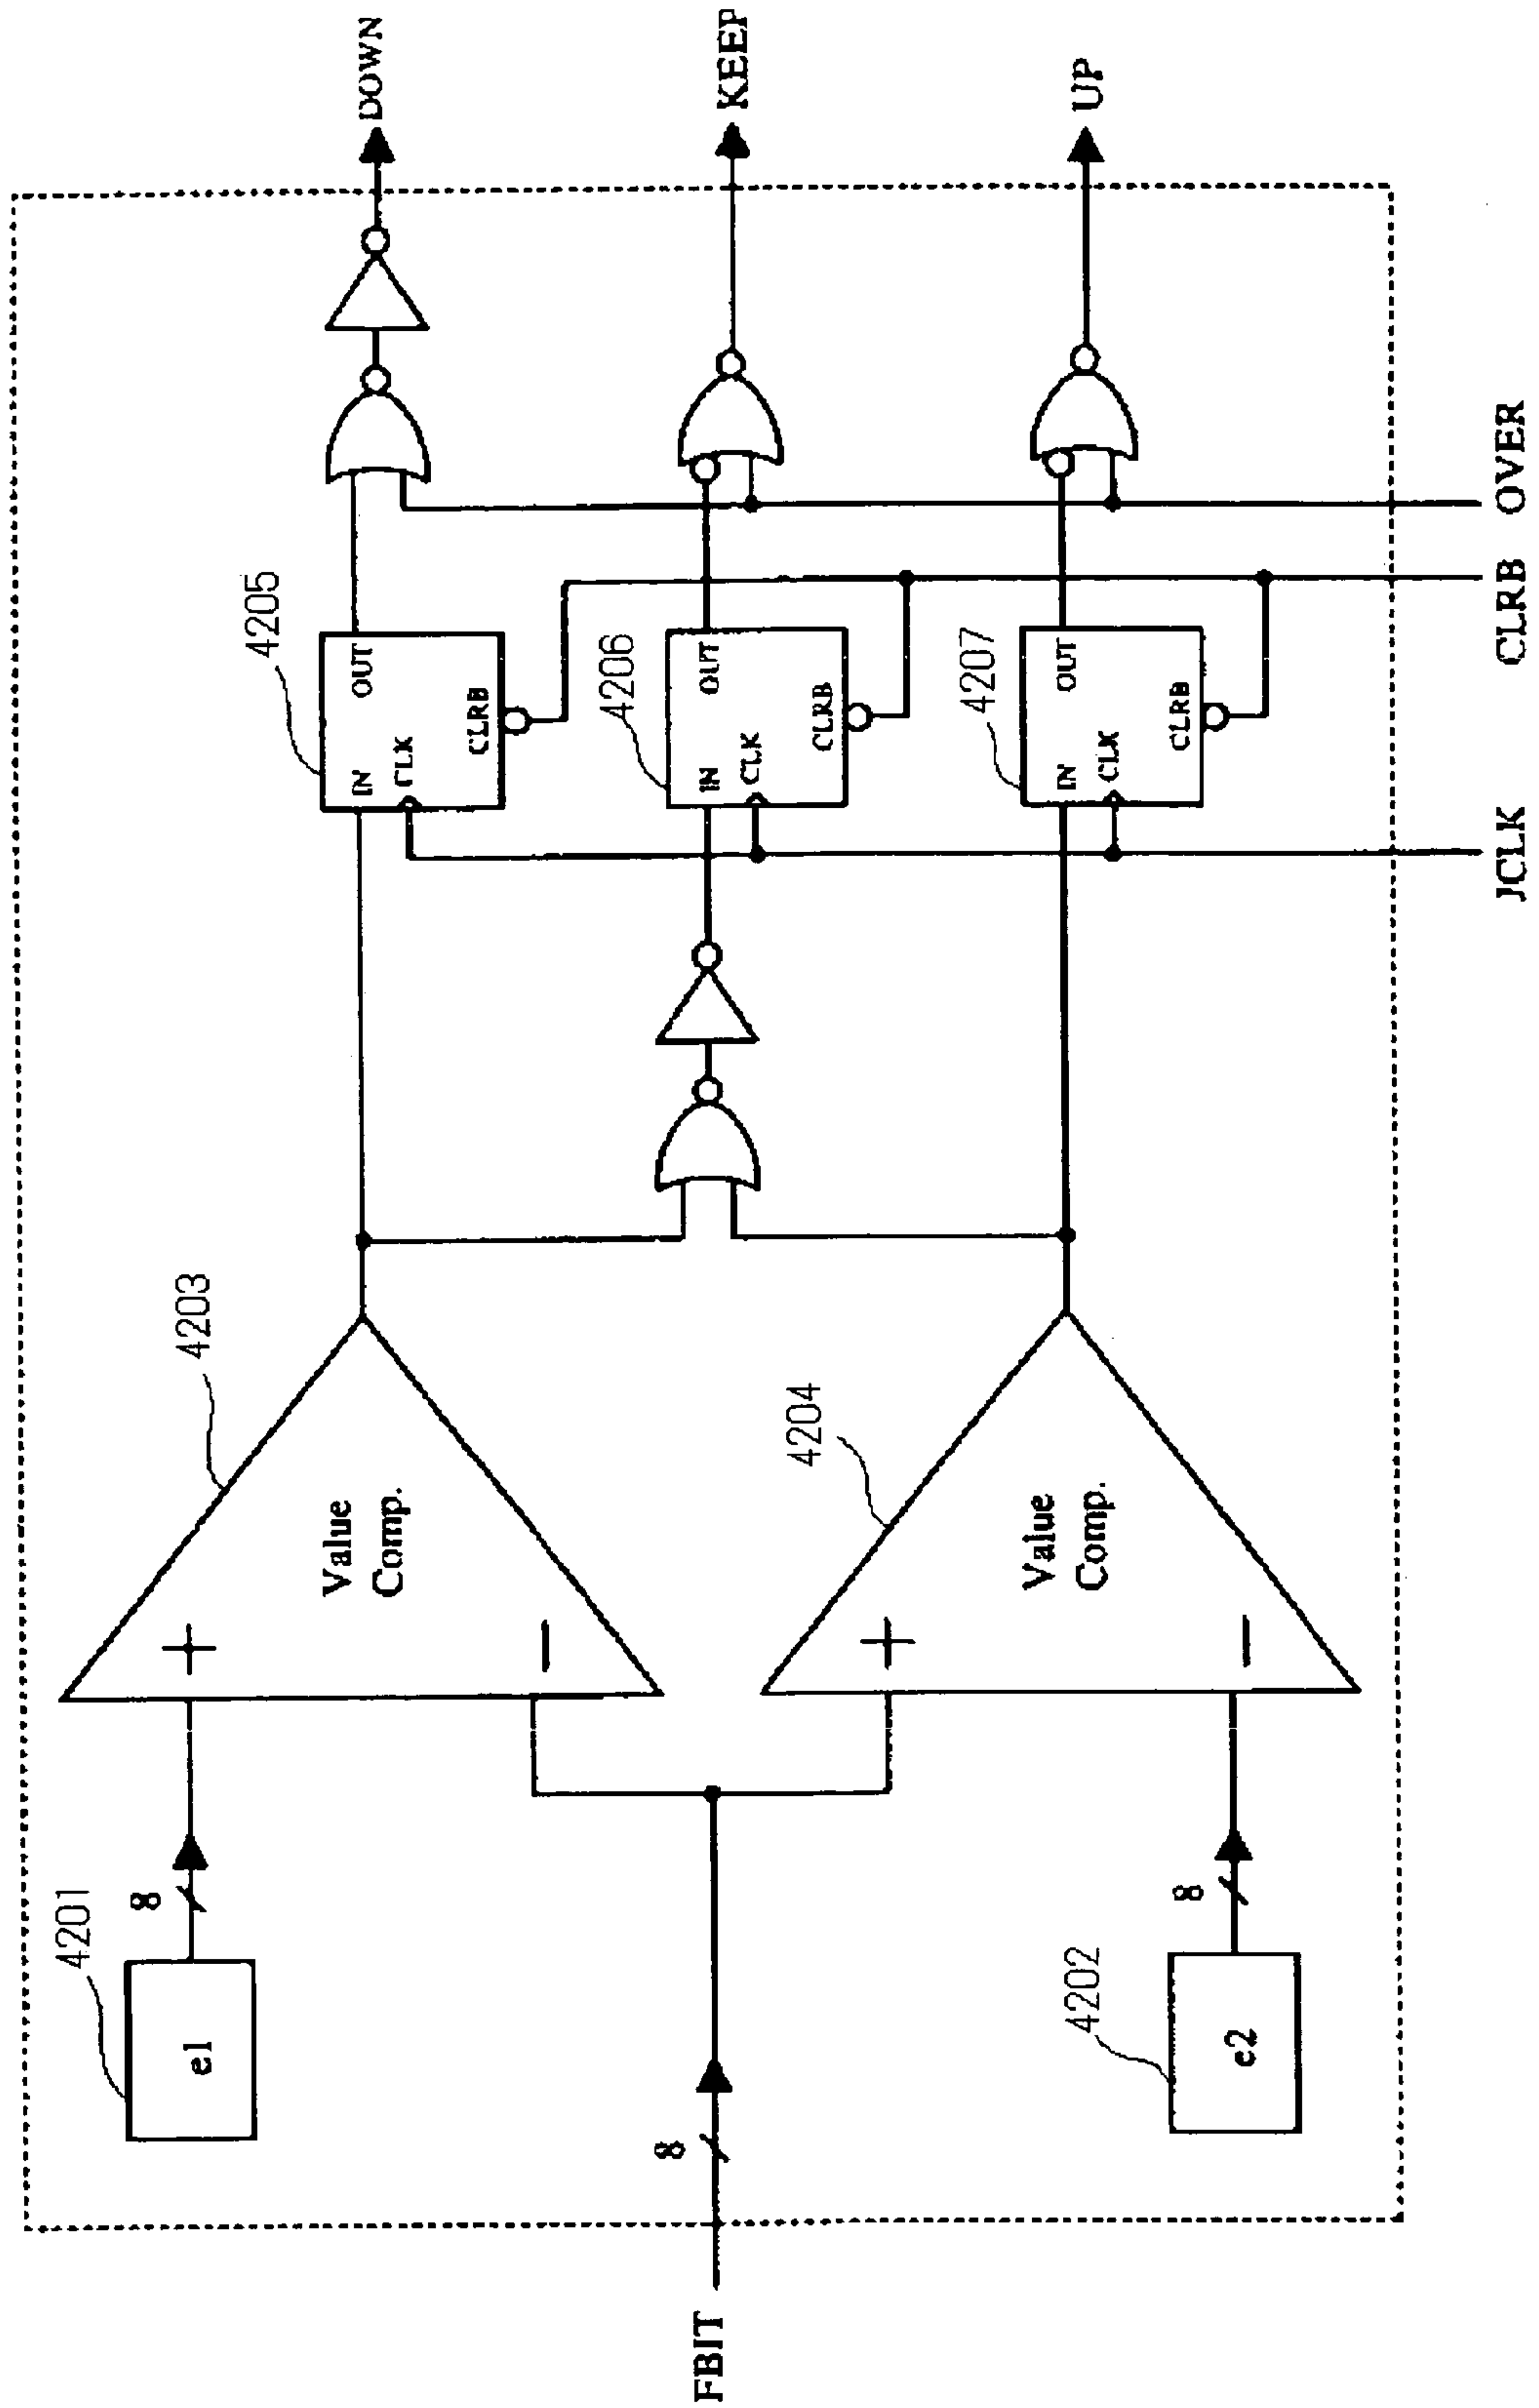 4201
e1
8
4203
+
−
Value
Comp.
4205
IN
OUT
CLK
CLRB
DOWN
FBIT
8
4206
IN
OUT
CLK
CLRB
KEEP
4202
e2
8
4204
+
−
Value
Comp.
4207
IN
OUT
CLK
CLRB
UP
JCLK
CLRB
OVER